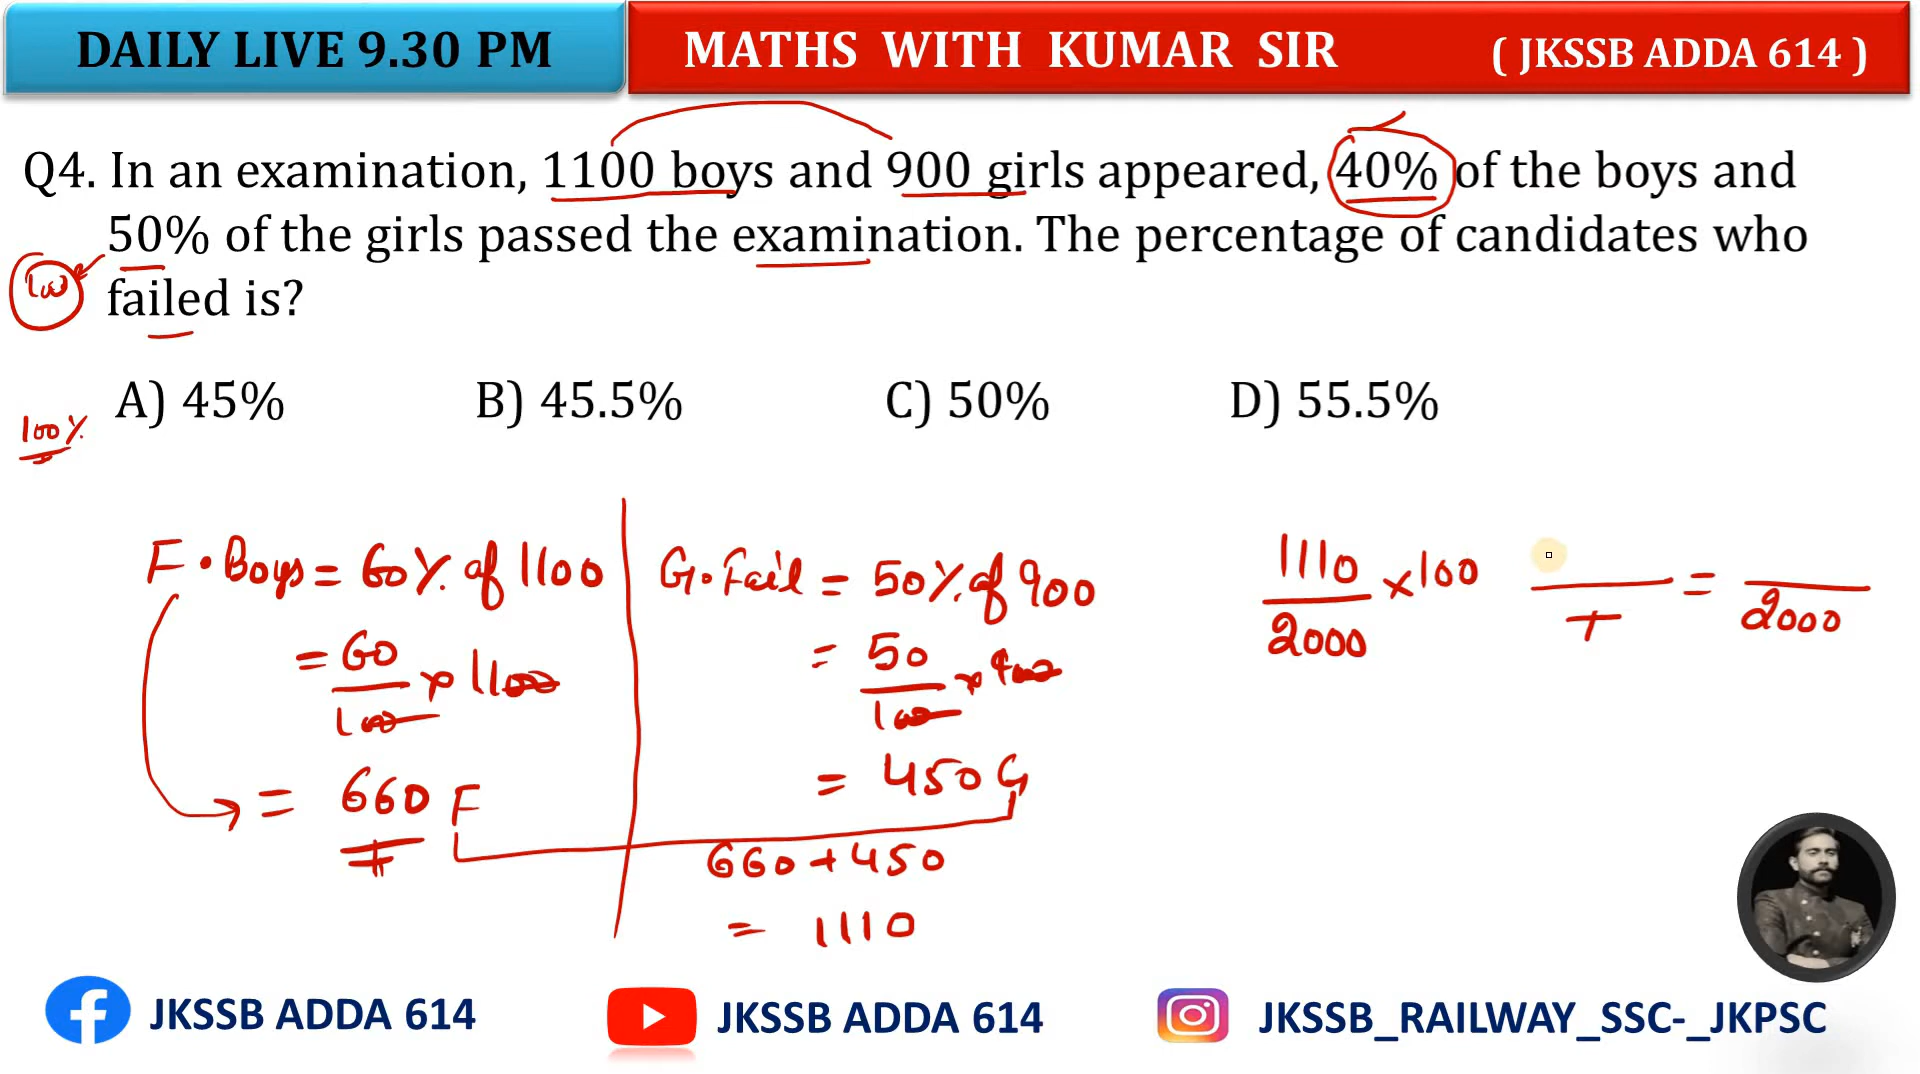 DAILY LIVE 9.30 PM
MATHS WITH KUMAR SIR ( JKSSB ADDA 614 )
Q4. In an examination, 1100 boys and 900 girls appeared, 40% of the boys and
50% of the girls passed the examination. The percentage of candidates who
failed is?
100
A) 45% B) 45.5% C) 50% D) 55.5%
100%
F. Boys = 60% of 1100
= 60/100 × 1100
= 660 F
G. Fail = 50% of 900
= 50/100 × 900
= 450 G
660 + 450
= 1110
1110/2000 × 100
/T = /2000
JKSSB ADDA 614
JKSSB ADDA 614
JKSSB_RAILWAY_SSC-_JKPSC